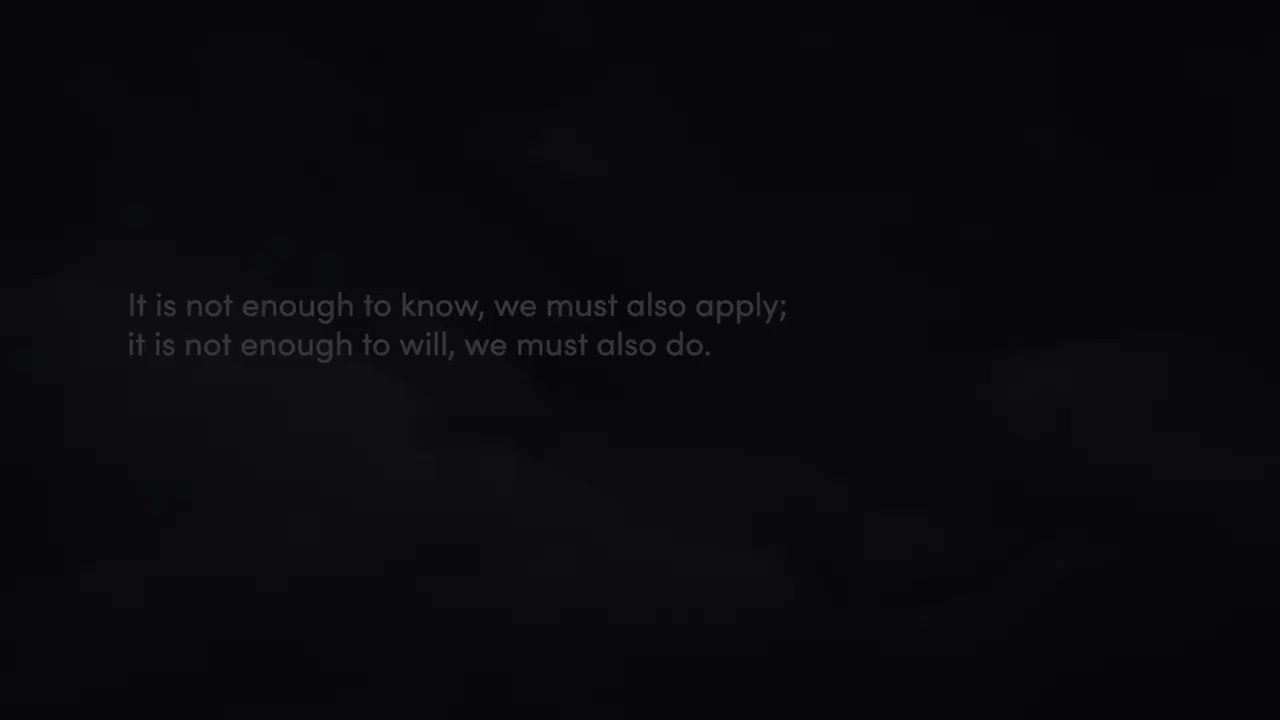 It is not enough to know, we must also apply;
it is not enough to will, we must also do.